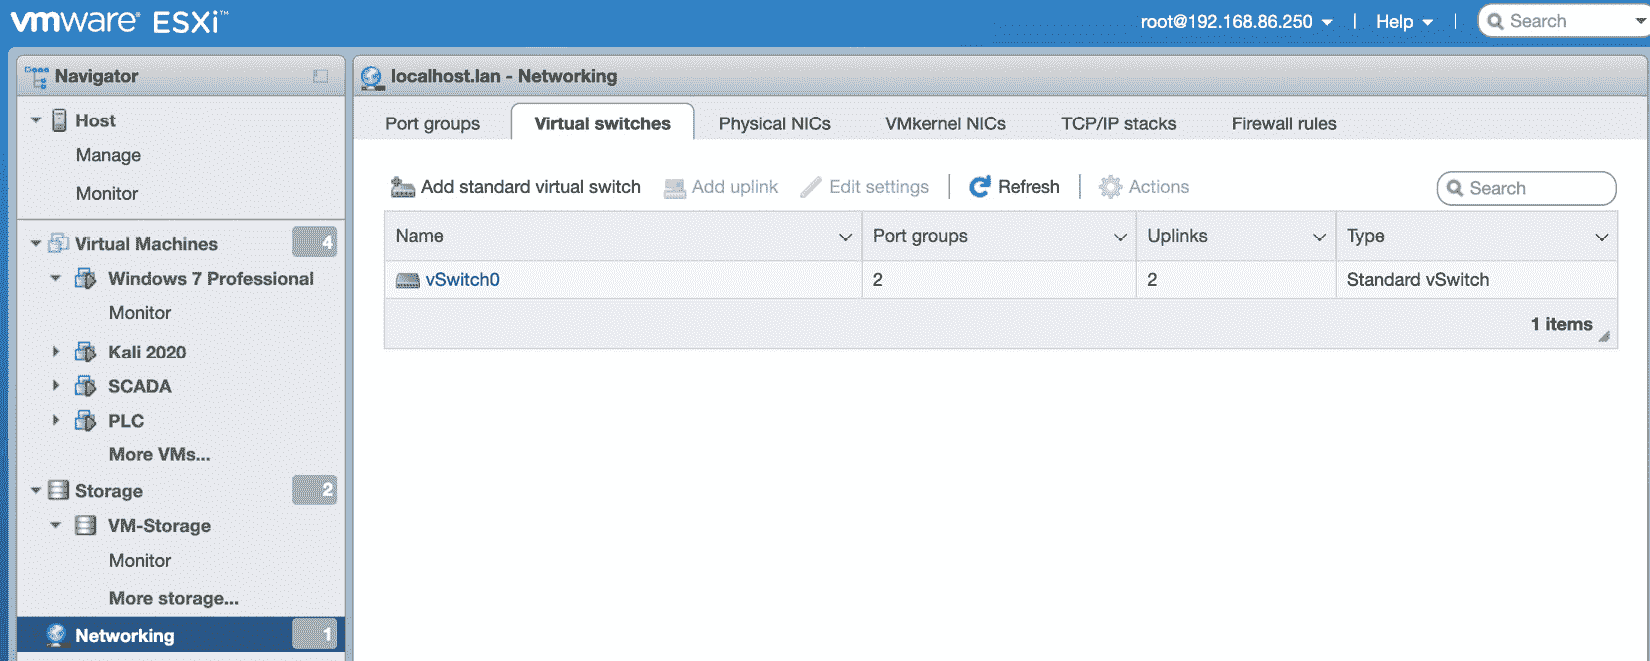 vmware ESXi™
root@192.168.86.250 | Help | Search
Navigator
Host
Manage
Monitor
Virtual Machines 4
Windows 7 Professional
Monitor
Kali 2020
SCADA
PLC
More VMs...
Storage 2
VM-Storage
Monitor
More storage...
Networking 1
localhost.lan - Networking
Port groups Virtual switches Physical NICs VMkernel NICs TCP/IP stacks Firewall rules
Add standard virtual switch Add uplink Edit settings | Refresh | Actions Search
Name Port groups Uplinks Type
vSwitch0 2 2 Standard vSwitch
1 items